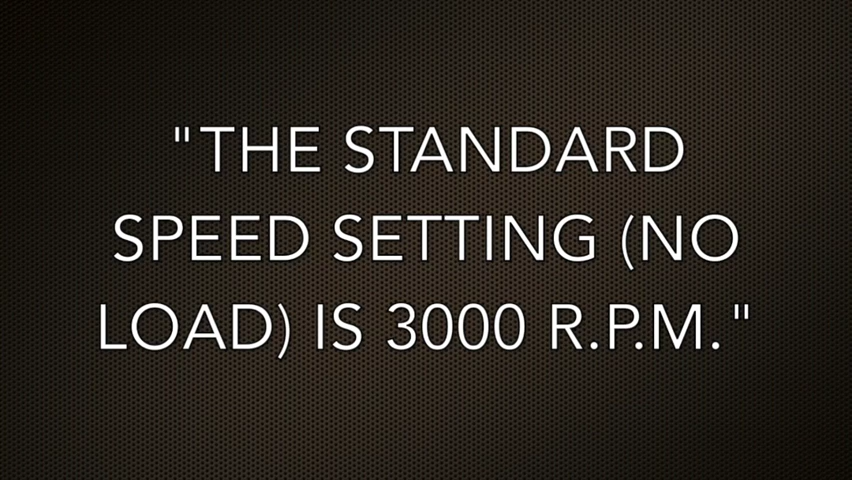 "THE STANDARD
SPEED SETTING (NO
LOAD) IS 3000 R.P.M."